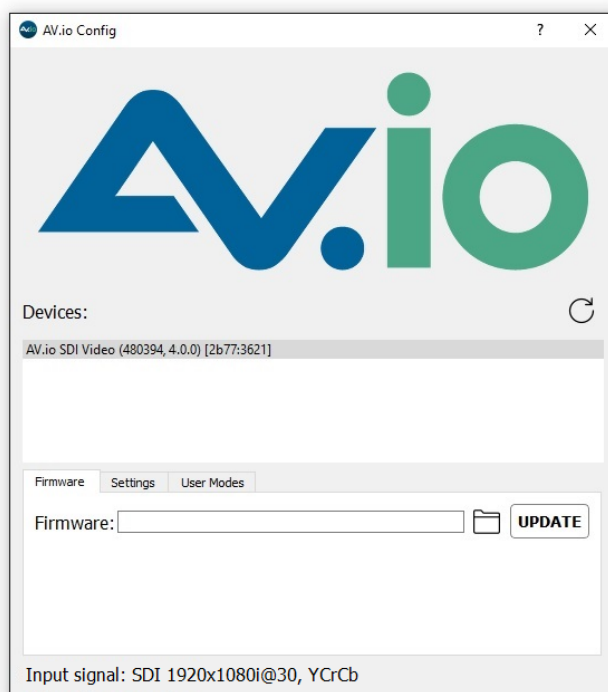 AV.io Config ?
AV.io
Devices:
AV.io SDI Video (480394, 4.0.0) [2b77:3621]
Firmware Settings User Modes
Firmware: UPDATE
Input signal: SDI 1920x1080i@30, YCrCb